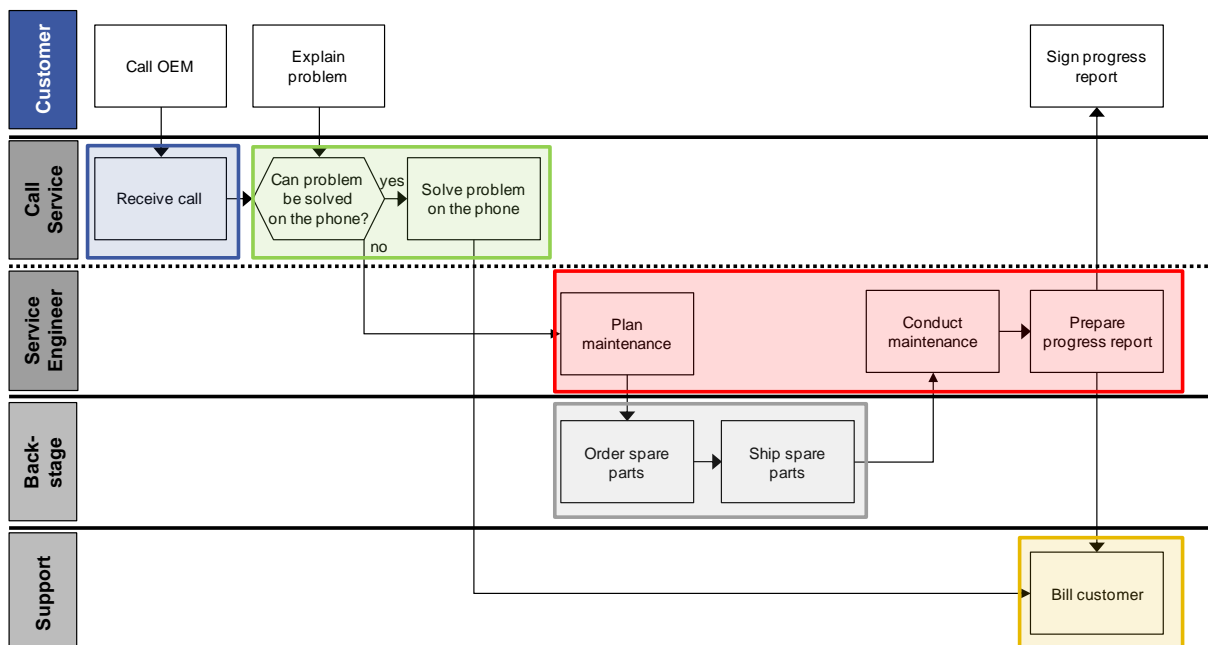 Customer
Call OEM
Explain
problem
Sign progress
report
Call
Service
Receive call
Can problem
be solved
on the phone?
yes
no
Solve problem
on the phone
Service
Engineer
Plan
maintenance
Conduct
maintenance
Prepare
progress report
Back-
stage
Order spare
parts
Ship spare
parts
Support
Bill customer